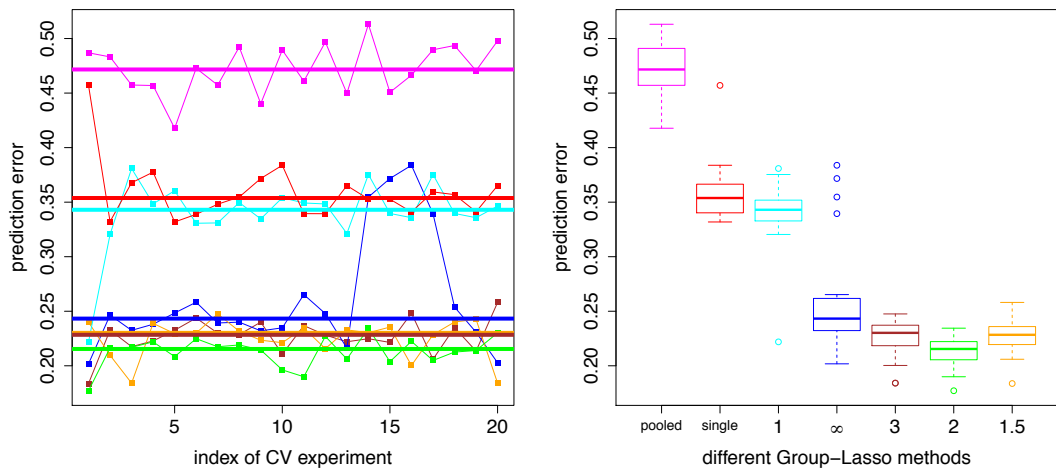 prediction error
0.20 0.25 0.30 0.35 0.40 0.45 0.50
5 10 15 20
index of CV experiment
prediction error
0.20 0.25 0.30 0.35 0.40 0.45 0.50
pooled single 1 ∞ 3 2 1.5
different Group−Lasso methods